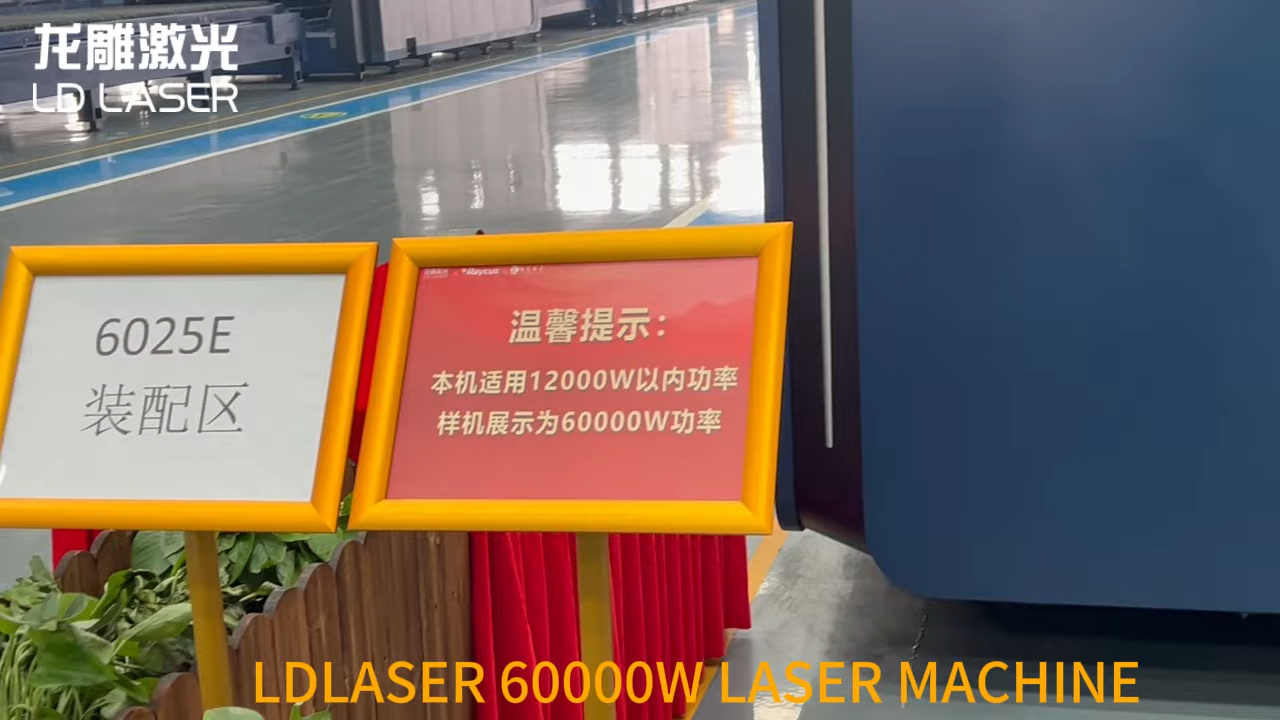 龙雕激光
LD LASER
6025E
装配区
Raycus
温馨提示：
本机适用12000W以内功率
样机展示为60000W功率
LDLASER 60000W LASER MACHINE